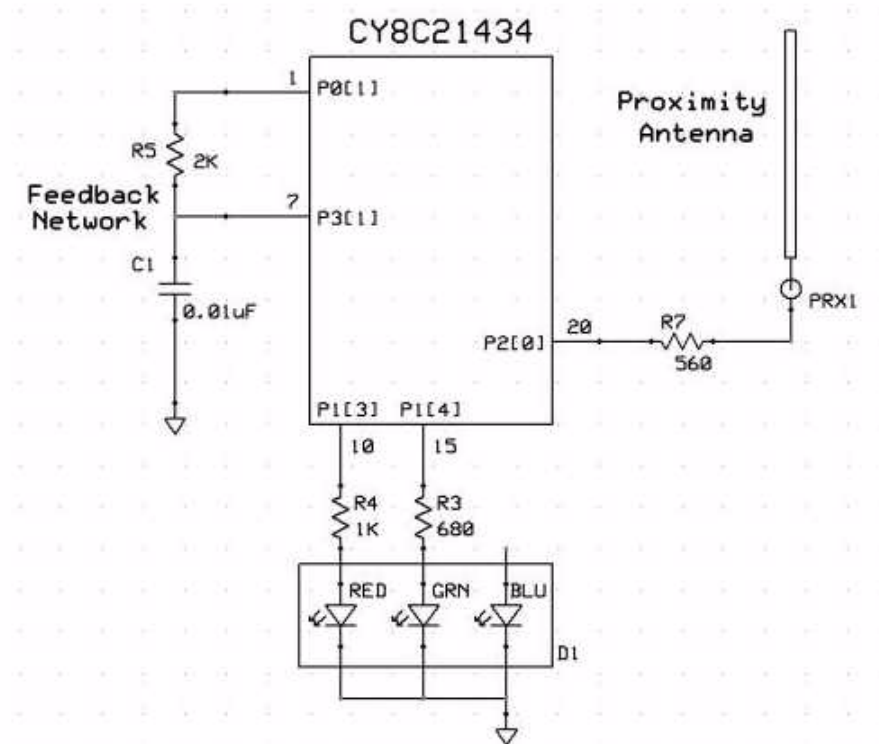 CY8C21434
1
P0[1]
Proximity
Antenna
R5
2K
Feedback
Network
7
P3[1]
C1
0.01uF
PRX1
P2[0]
20
R7
560
P1[3] P1[4]
10
15
R4
1K
R3
680
RED
GRN
BLU
D1